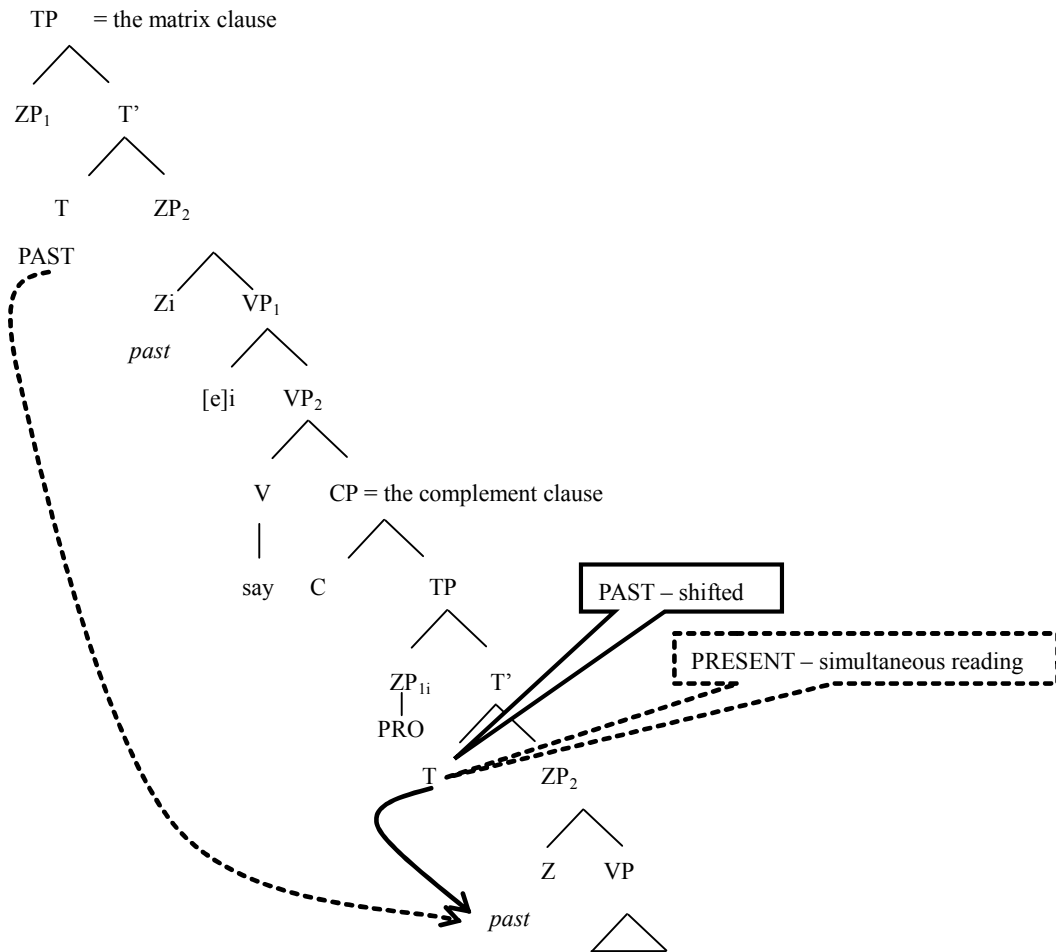 TP = the matrix clause
ZP₁ T’
T ZP₂
PAST
Zi VP₁
past
[e]i VP₂
V CP = the complement clause
say C TP
PAST – shifted
PRESENT – simultaneous reading
ZP₁ᵢ T’
PRO
T ZP₂
Z VP
past